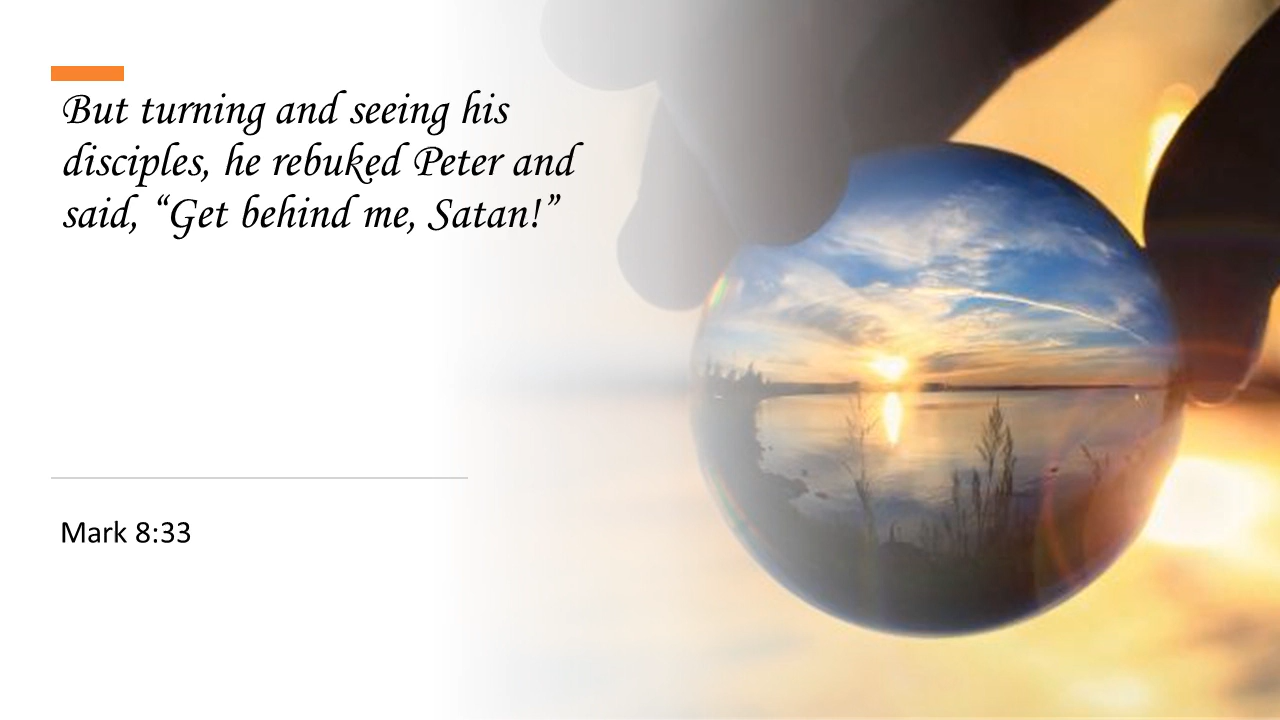 But turning and seeing his
disciples, he rebuked Peter and
said, “Get behind me, Satan!”
Mark 8:33